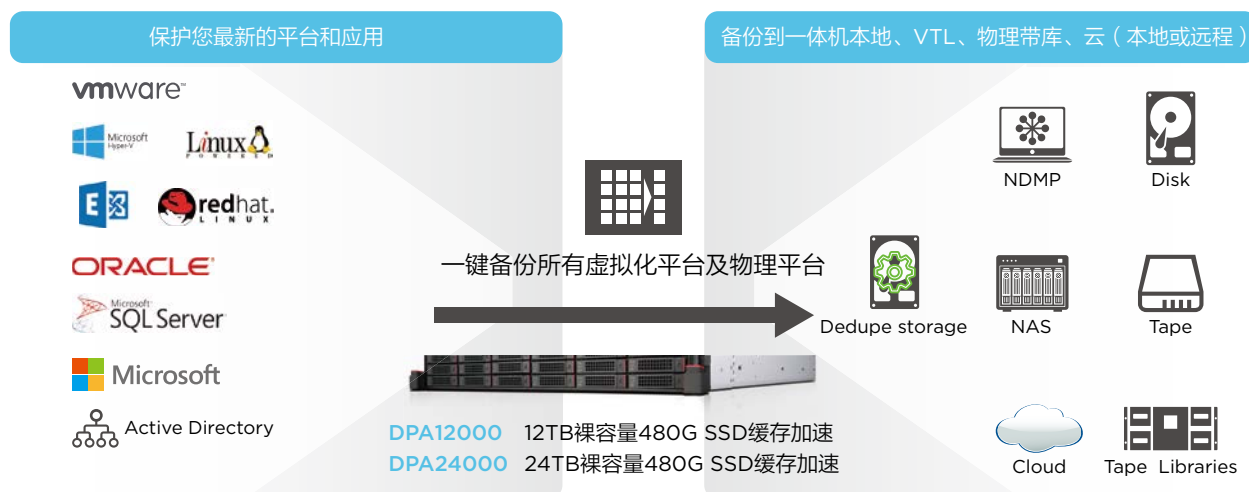 保护您最新的平台和应用
备份到一体机本地、VTL、物理带库、云（本地或远程）
vmware
Microsoft
Hyper-V
Linux
POWERED
E
redhat.
LINUX
ORACLE
Microsoft
SQL Server
Microsoft
Active Directory
一键备份所有虚拟化平台及物理平台
DPA12000 12TB裸容量480G SSD缓存加速
DPA24000 24TB裸容量480G SSD缓存加速
NDMP
Disk
Dedupe storage
NAS
Tape
Cloud
Tape Libraries